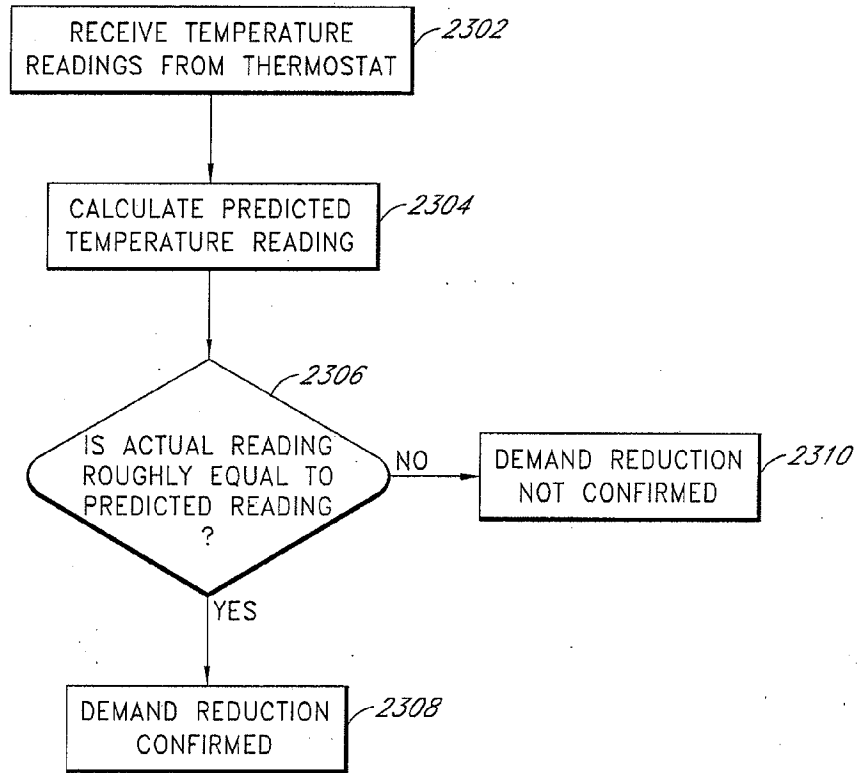 RECEIVE TEMPERATURE
READINGS FROM THERMOSTAT
2302
CALCULATE PREDICTED
TEMPERATURE READING
2304
2306
IS ACTUAL READING
ROUGHLY EQUAL TO
PREDICTED READING
?
NO
DEMAND REDUCTION
NOT CONFIRMED
2310
YES
DEMAND REDUCTION
CONFIRMED
2308